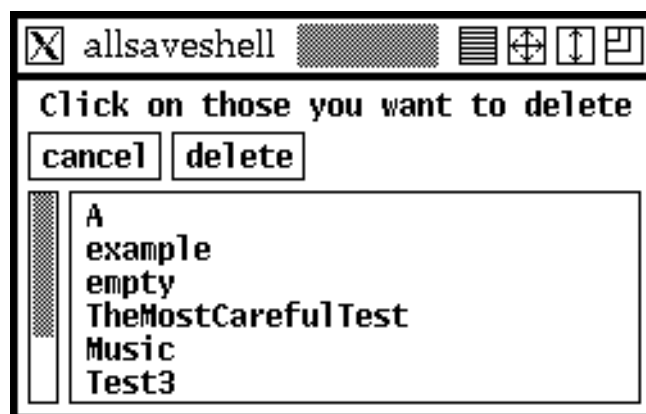 allsaveshell
Click on those you want to delete
cancel delete
A
example
empty
TheMostCarefulTest
Music
Test3